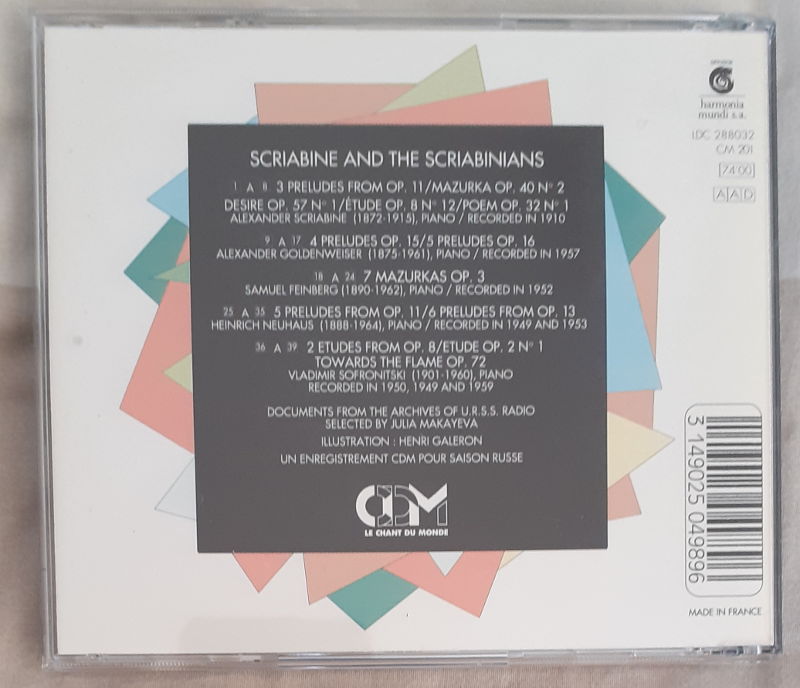 SCRIABINE AND THE SCRIABINIANS
1 A 8 3 PRELUDES FROM OP. 11/MAZURKA OP. 40 N° 2
DESIRE OP. 57 N° 1/ÉTUDE OP. 8 N° 12/POEM OP. 32 N° 1
ALEXANDER SCRIABINE (1872-1915), PIANO / RECORDED IN 1910
9 A 17 4 PRELUDES OP. 15/5 PRELUDES OP. 16
ALEXANDER GOLDENWEISER (1875-1961), PIANO / RECORDED IN 1957
18 A 24 7 MAZURKAS OP. 3
SAMUEL FEINBERG (1890-1962), PIANO / RECORDED IN 1952
25 A 35 5 PRELUDES FROM OP. 11/6 PRELUDES FROM OP. 13
HEINRICH NEUHAUS (1888-1964), PIANO / RECORDED IN 1949 AND 1953
36 A 39 2 ETUDES FROM OP. 8/ETUDE OP. 2 N° 1
TOWARDS THE FLAME OP. 72
VLADIMIR SOFRONITSKI (1901-1960), PIANO
RECORDED IN 1950, 1949 AND 1959
DOCUMENTS FROM THE ARCHIVES OF U.R.S.S. RADIO
SELECTED BY JULIA MAKAYEVA
ILLUSTRATION : HENRI GALERON
UN ENREGISTREMENT CDM POUR SAISON RUSSE
CDM
LE CHANT DU MONDE
harmonia
mundi s.a.
LDC 288032
CM 201
74'00
AAD
3 149025 049896
MADE IN FRANCE